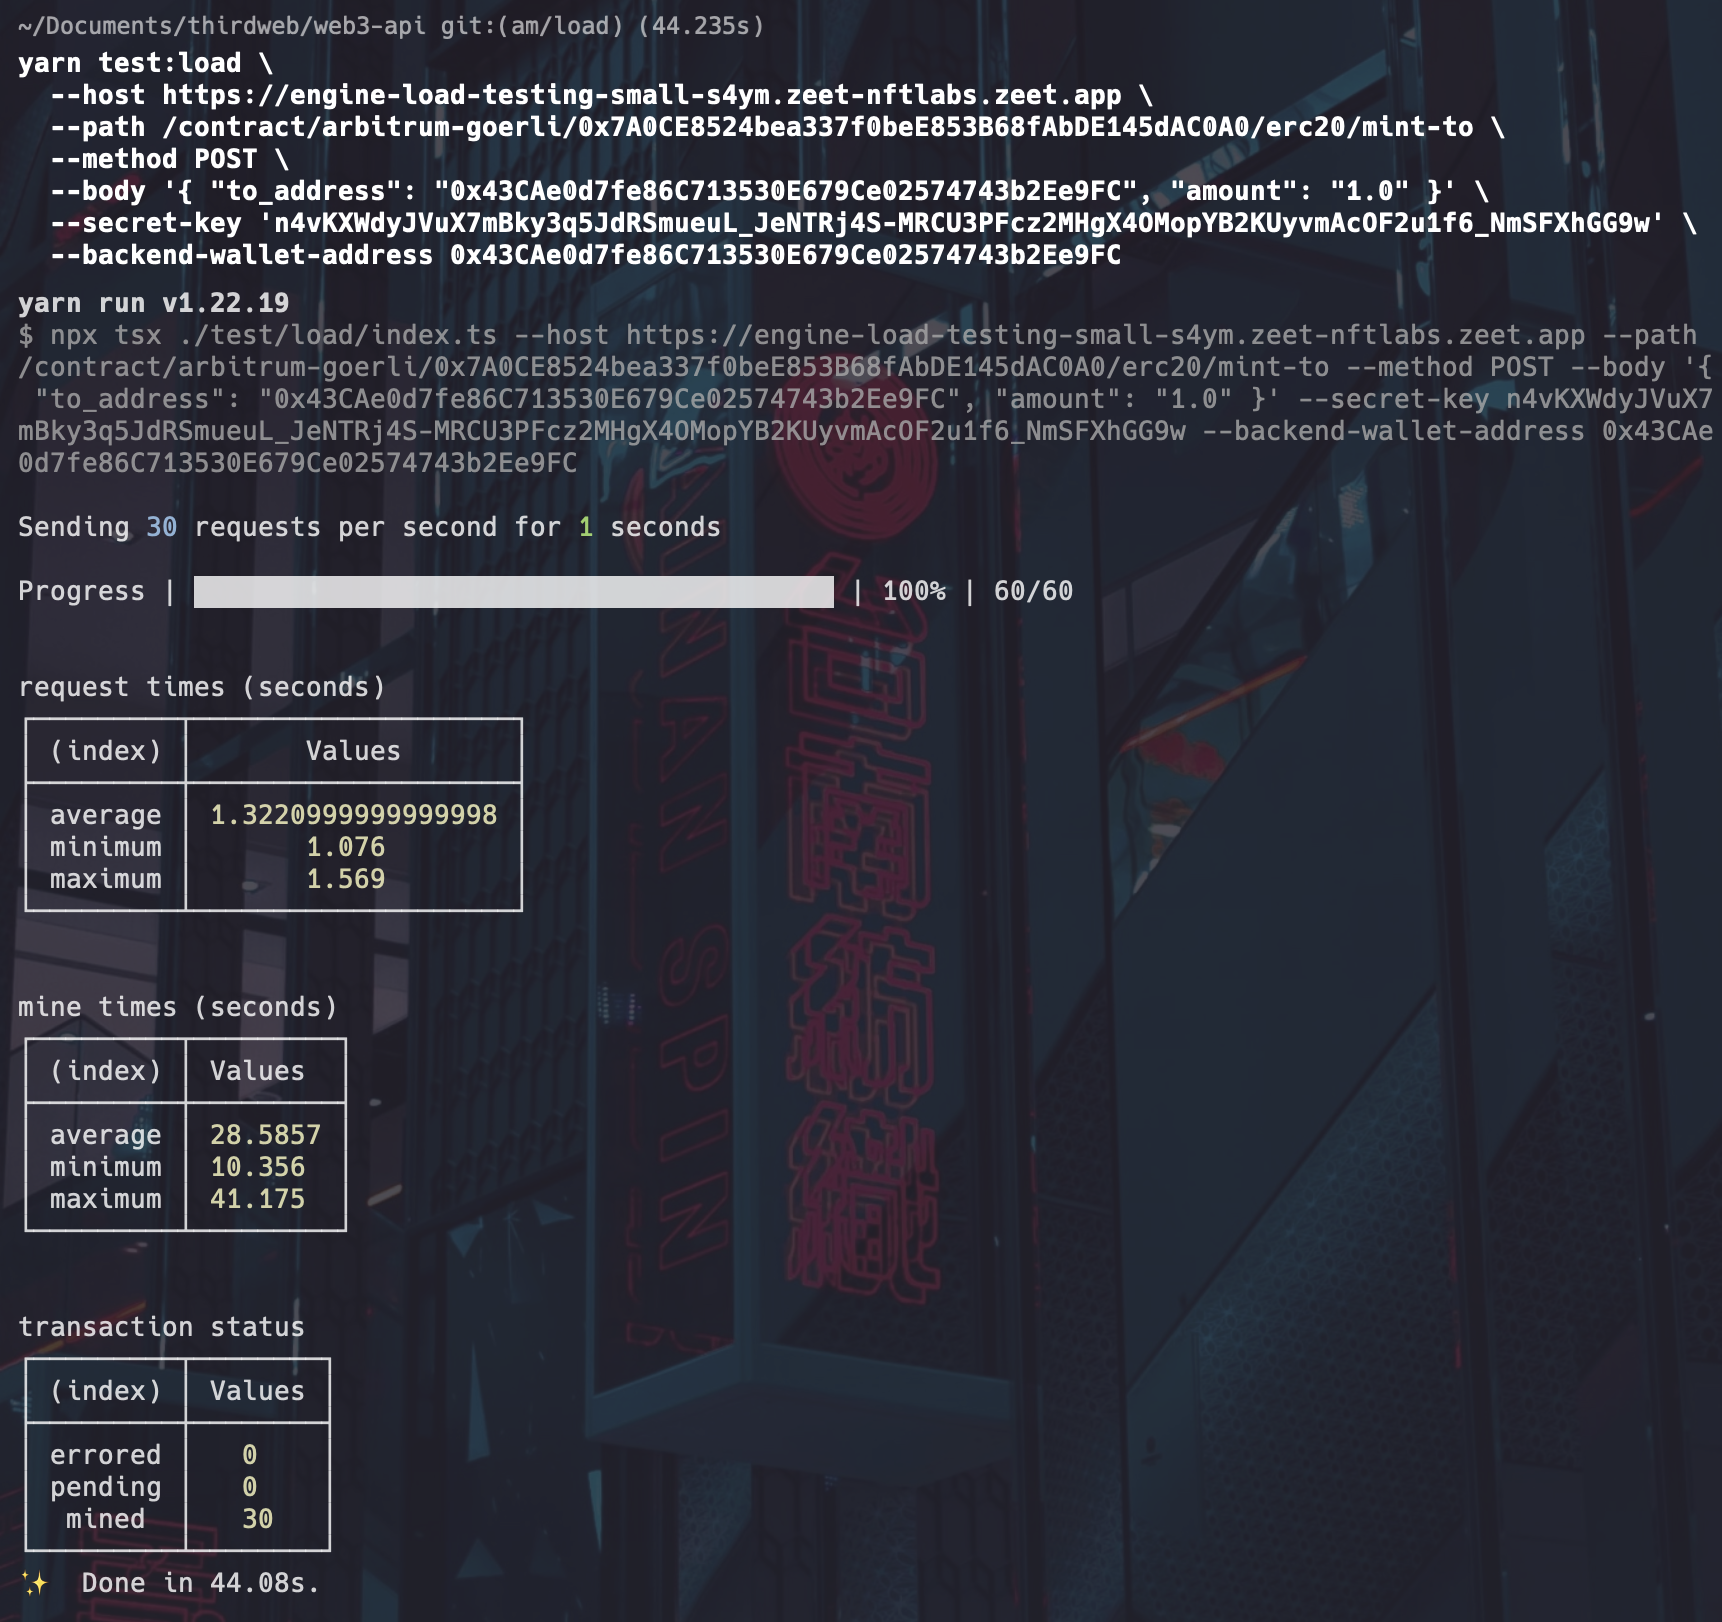 ~/Documents/thirdweb/web3-api git:(am/load) (44.235s)
yarn test:load \
--host https://engine-load-testing-small-s4ym.zeet-nftlabs.zeet.app \
--path /contract/arbitrum-goerli/0x7A0CE8524bea337f0beE853B68fAbDE145dAC0A0/erc20/mint-to \
--method POST \
--body '{ "to_address": "0x43CAe0d7fe86C713530E679Ce02574743b2Ee9FC", "amount": "1.0" }' \
--secret-key 'n4vKXWdyJVuX7mBky3q5JdRSmueuL_JeNTRj4S-MRCU3PFcz2MHgX4OMopYB2KUyvmAcOF2u1f6_NmSFXhGG9w' \
--backend-wallet-address 0x43CAe0d7fe86C713530E679Ce02574743b2Ee9FC
yarn run v1.22.19
$ npx tsx ./test/load/index.ts --host https://engine-load-testing-small-s4ym.zeet-nftlabs.zeet.app --path
/contract/arbitrum-goerli/0x7A0CE8524bea337f0beE853B68fAbDE145dAC0A0/erc20/mint-to --method POST --body '{
"to_address": "0x43CAe0d7fe86C713530E679Ce02574743b2Ee9FC", "amount": "1.0" }' --secret-key n4vKXWdyJVuX7
mBky3q5JdRSmueuL_JeNTRj4S-MRCU3PFcz2MHgX4OMopYB2KUyvmAcOF2u1f6_NmSFXhGG9w --backend-wallet-address 0x43CAe
0d7fe86C713530E679Ce02574743b2Ee9FC
Sending 30 requests per second for 1 seconds
Progress | | 100% | 60/60
request times (seconds)
(index) Values
average 1.3220999999999998
minimum 1.076
maximum 1.569
mine times (seconds)
(index) Values
average 28.5857
minimum 10.356
maximum 41.175
transaction status
(index) Values
errored 0
pending 0
mined 30
✨ Done in 44.08s.